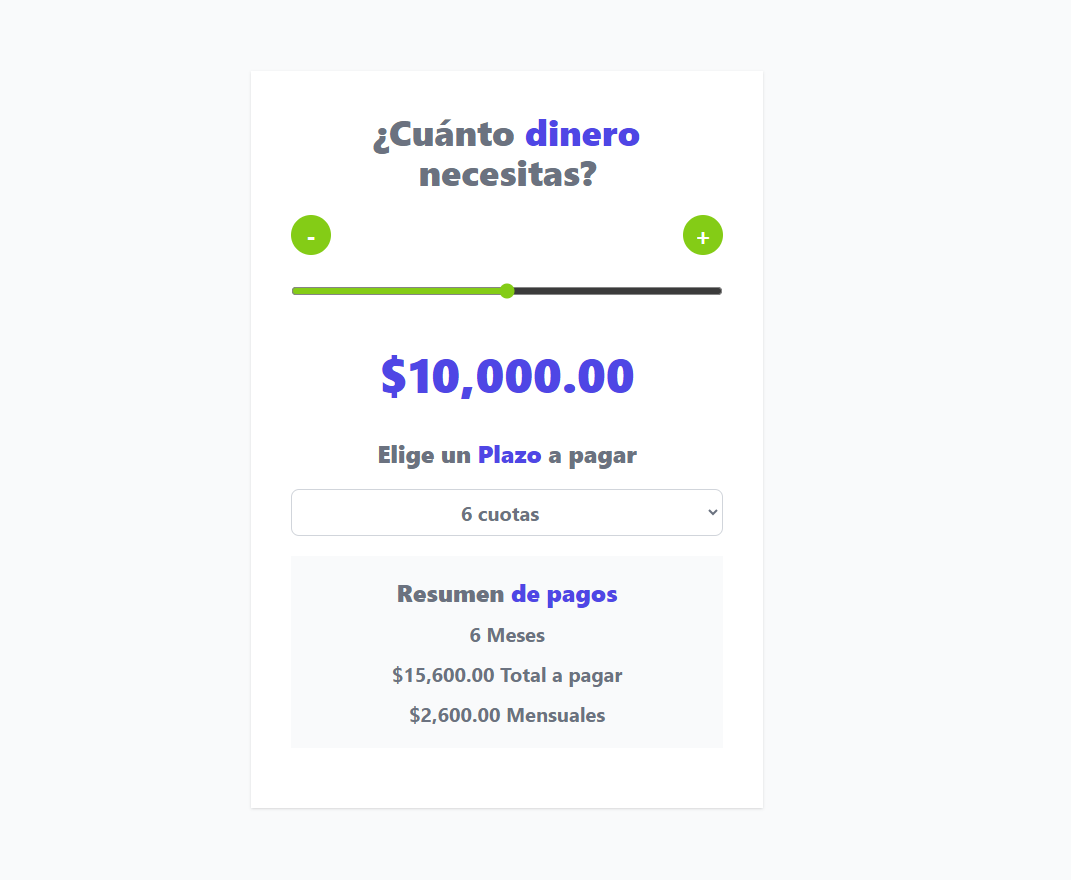 ¿Cuánto dinero
necesitas?
- +
$10,000.00
Elige un Plazo a pagar
6 cuotas
Resumen de pagos
6 Meses
$15,600.00 Total a pagar
$2,600.00 Mensuales